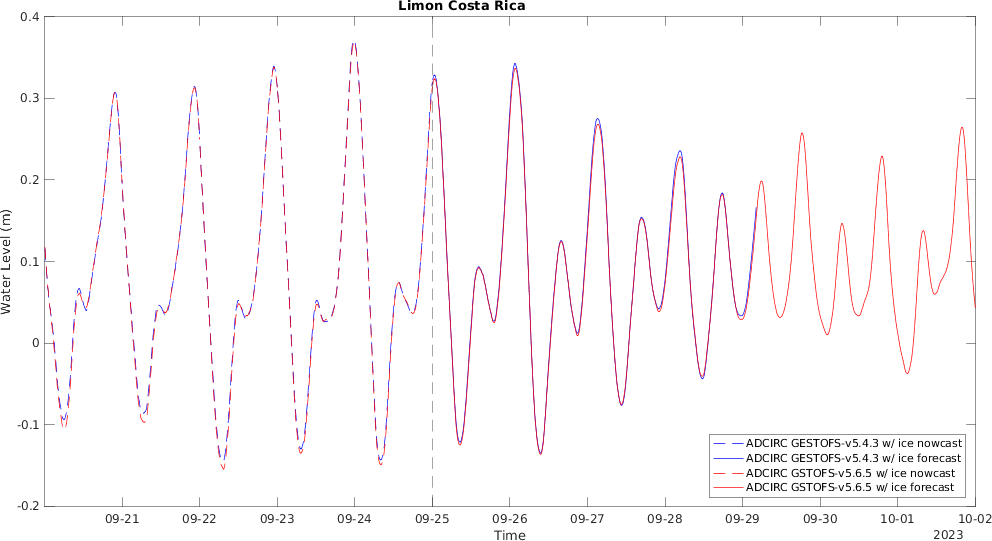 Limon Costa Rica
0.4
0.3
0.2
0.1
0
-0.1
-0.2
Water Level (m)
ADCIRC GESTOFS-v5.4.3 w/ ice nowcast
ADCIRC GESTOFS-v5.4.3 w/ ice forecast
ADCIRC GSTOFS-v5.6.5 w/ ice nowcast
ADCIRC GSTOFS-v5.6.5 w/ ice forecast
09-21 09-22 09-23 09-24 09-25 09-26 09-27 09-28 09-29 09-30 10-01 10-02
Time 2023